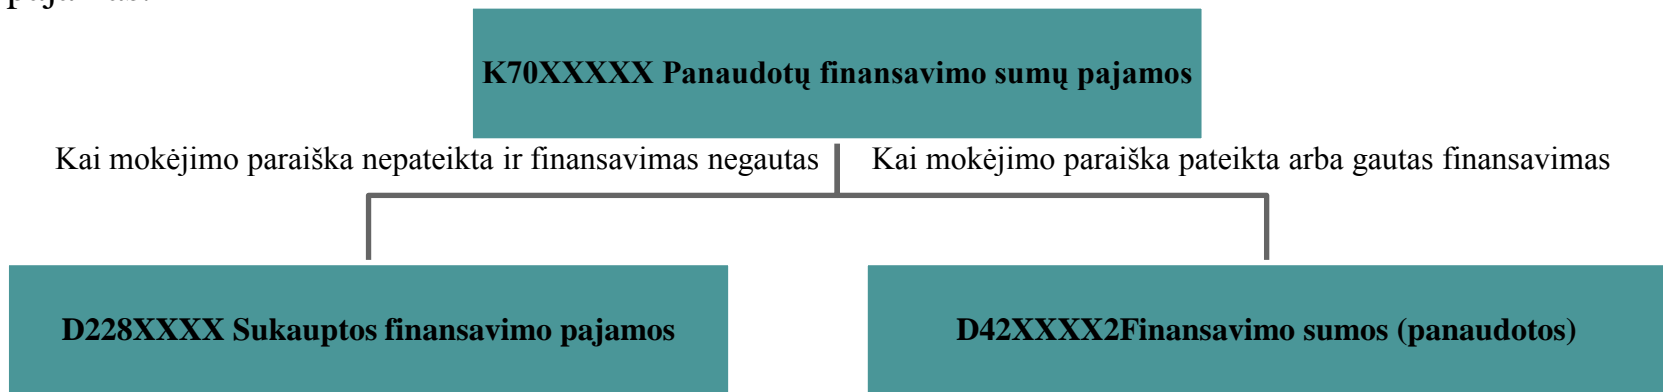 K70XXXXX Panaudotų finansavimo sumų pajamos
Kai mokėjimo paraiška nepateikta ir finansavimas negautas
Kai mokėjimo paraiška pateikta arba gautas finansavimas
D228XXXX Sukauptos finansavimo pajamos
D42XXXX2Finansavimo sumos (panaudotos)